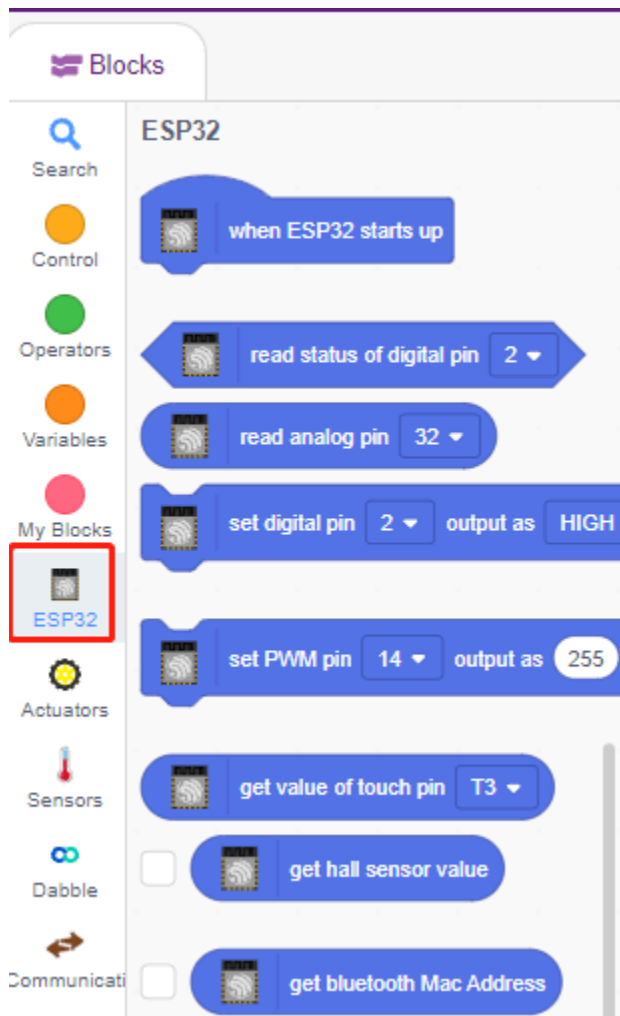 Blocks
Search
Control
Operators
Variables
My Blocks
ESP32
Actuators
Sensors
Dabble
Communicati
ESP32
when ESP32 starts up
read status of digital pin 2
read analog pin 32
set digital pin 2 output as HIGH
set PWM pin 14 output as 255
get value of touch pin T3
get hall sensor value
get bluetooth Mac Address